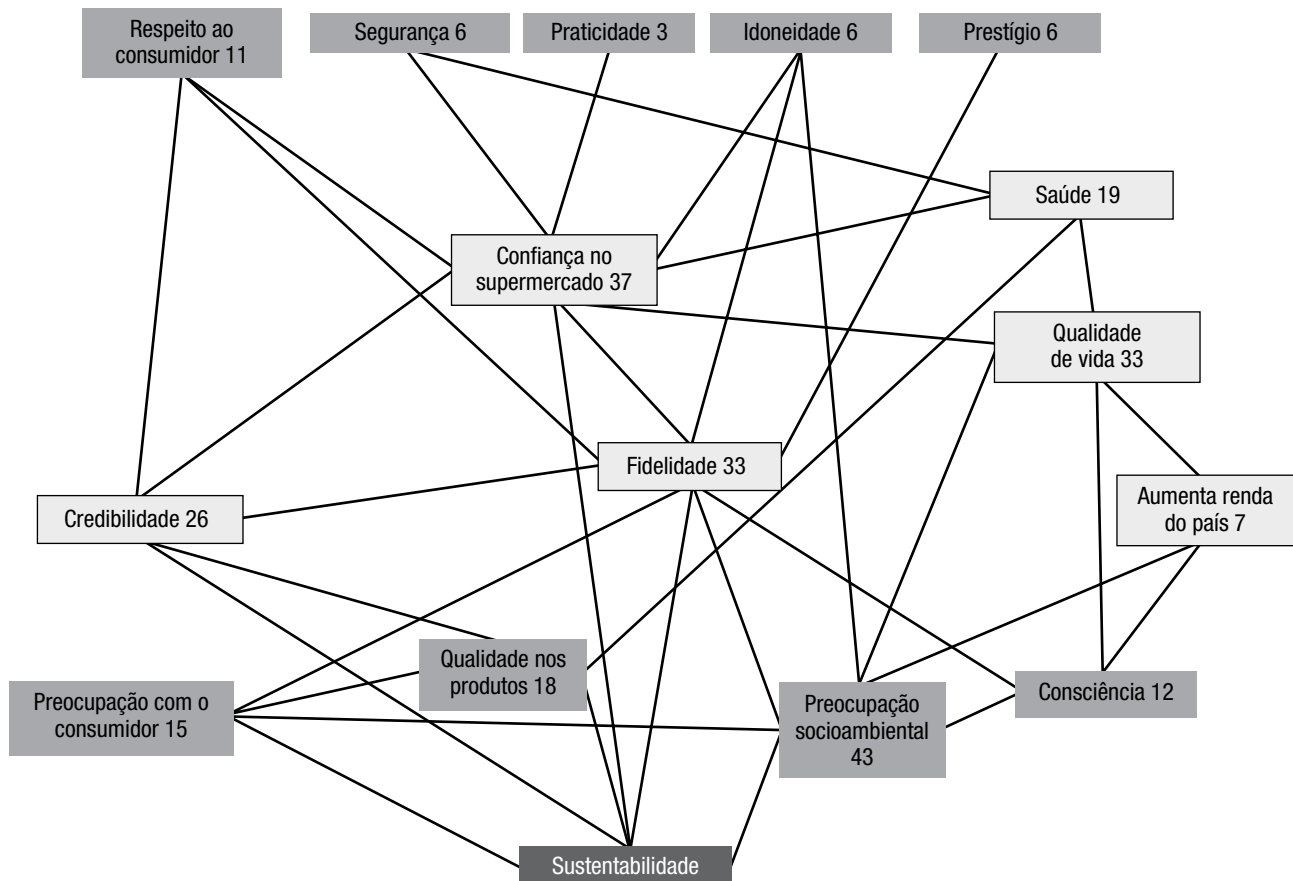 Respeito ao
consumidor 11
Segurança 6
Praticidade 3
Idoneidade 6
Prestígio 6
Saúde 19
Confiança no
supermercado 37
Qualidade
de vida 33
Fidelidade 33
Credibilidade 26
Aumenta renda
do país 7
Qualidade nos
produtos 18
Preocupação com o
consumidor 15
Preocupação
socioambiental
43
Consciência 12
Sustentabilidade